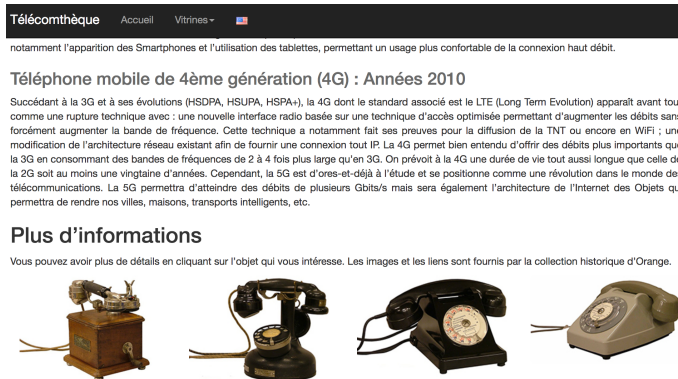 Télécomthèque Accueil Vitrines
notamment l'apparition des Smartphones et l'utilisation des tablettes, permettant un usage plus confortable de la connexion haut débit.
Téléphone mobile de 4ème génération (4G) : Années 2010
Succédant à la 3G et à ses évolutions (HSDPA, HSUPA, HSPA+), la 4G dont le standard associé est le LTE (Long Term Evolution) apparaît avant tou
comme une rupture technique avec : une nouvelle interface radio basée sur une technique d'accès optimisée permettant d'augmenter les débits sans
forcément augmenter la bande de fréquence. Cette technique a notamment fait ses preuves pour la diffusion de la TNT ou encore en WiFi ; une
modification de l'architecture réseau existant afin de fournir une connexion tout IP. La 4G permet bien entendu d'offrir des débits plus importants que
la 3G en consommant des bandes de fréquences de 2 à 4 fois plus large qu'en 3G. On prévoit à la 4G une durée de vie tout aussi longue que celle de
la 2G soit au moins une vingtaine d'années. Cependant, la 5G est d'ores-et-déjà à l'étude et se positionne comme une révolution dans le monde des
télécommunications. La 5G permettra d'atteindre des débits de plusieurs Gbits/s mais sera également l'architecture de l'Internet des Objets qu
permettra de rendre nos villes, maisons, transports intelligents, etc.
Plus d'informations
Vous pouvez avoir plus de détails en cliquant sur l'objet qui vous intéresse. Les images et les liens sont fournis par la collection historique d'Orange.